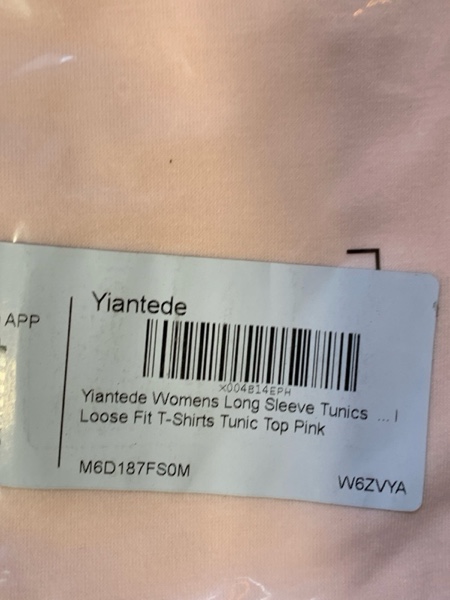 APP
Yiantede
X004814EPH
Yiantede Womens Long Sleeve Tunics ... l
Loose Fit T-Shirts Tunic Top Pink
M6D187FS0M
W6ZVYA